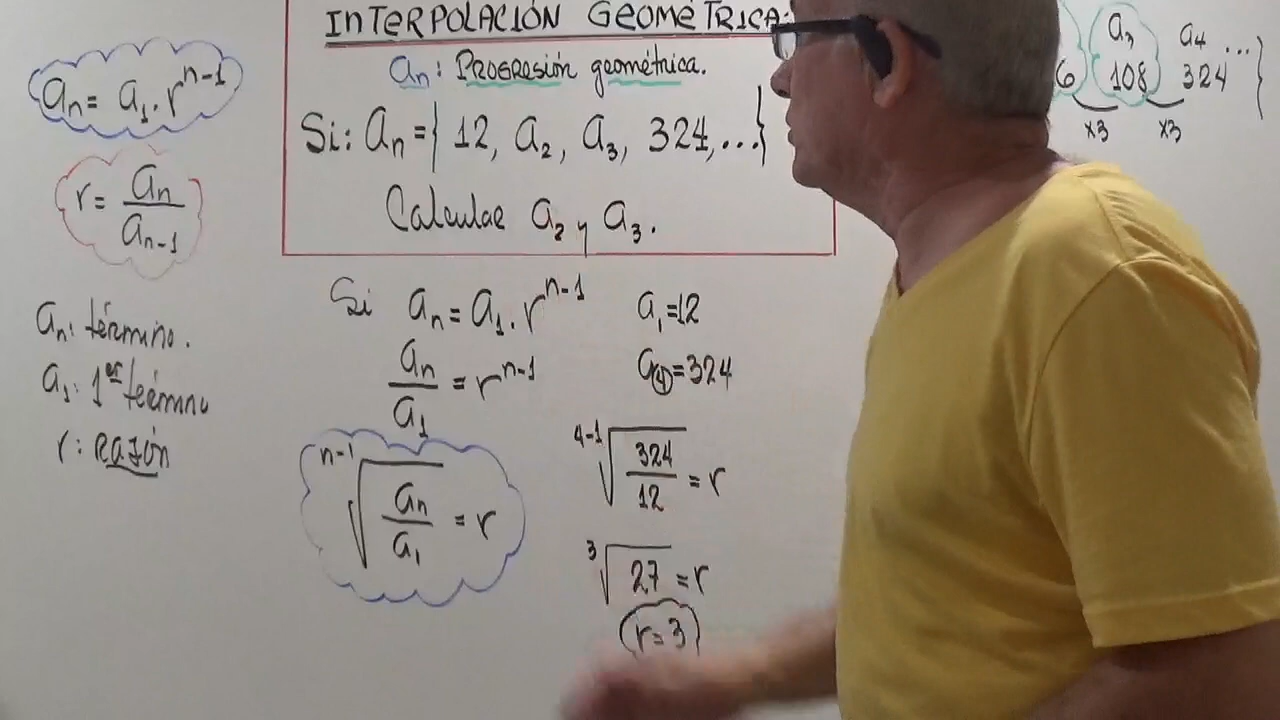 INTERPOLACIÓN GEOMÉTRICA:
an: PROGRESIÓN geométrica.
Si: an = { 12, a2, a3, 324, ...}
Calcular a2 y a3.
an = a1 . r^n-1
r = an / an-1
an: término.
a1: 1er término
r: RAZÓN
Si an = a1 . r^n-1
an / a1 = r^n-1
n-1√(an / a1) = r
a1 = 12
a4 = 324
4-1√(324 / 12) = r
3√27 = r
r = 3
a3 a4 ...}
6 108 324
x3 x3